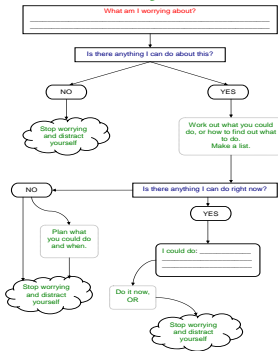 What am I worrying about?
Is there anything I can do about this?
NO
YES
Stop worrying
and distract
yourself
Work out what you could
do, or how to find out what
to do.
Make a list.
NO
Is there anything I can do right now?
YES
Plan what
you could do
and when.
I could do:
Stop worrying
and distract
yourself
Do it now,
OR
Stop worrying
and distract
yourself